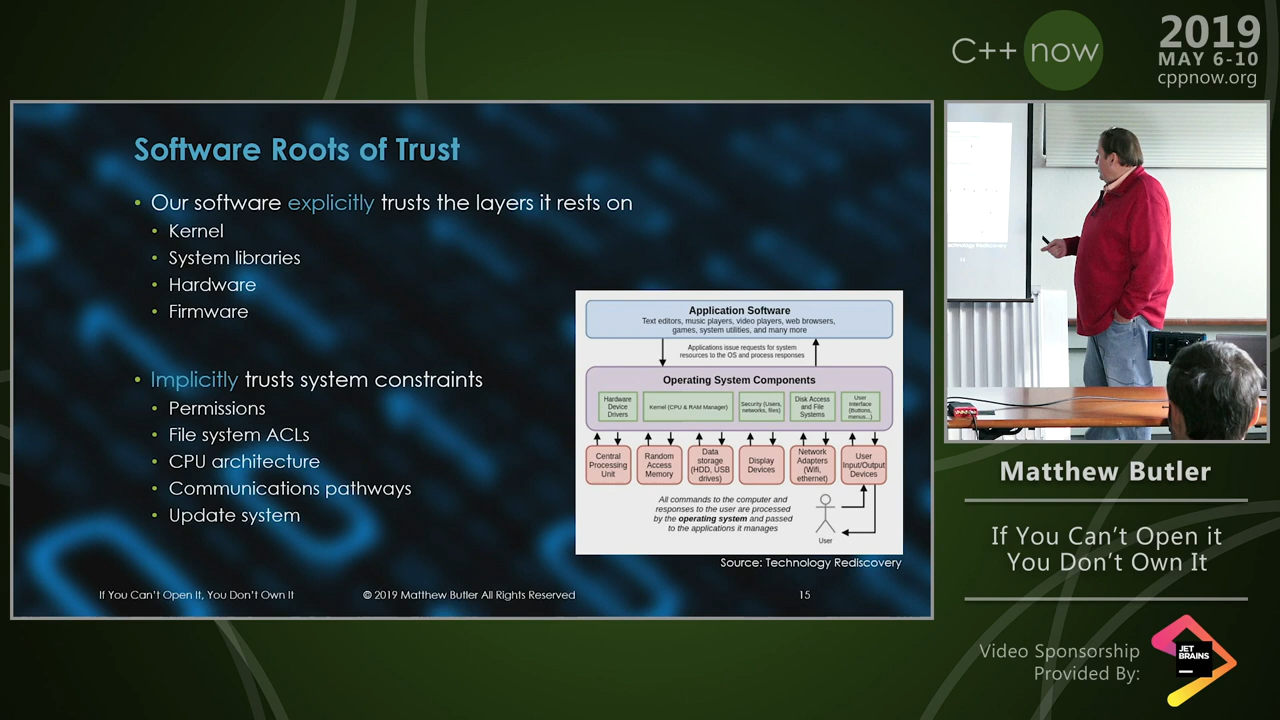 C++ now
2019
MAY 6-10
cppnow.org
Software Roots of Trust
• Our software explicitly trusts the layers it rests on
• Kernel
• System libraries
• Hardware
• Firmware
• Implicitly trusts system constraints
• Permissions
• File system ACLs
• CPU architecture
• Communications pathways
• Update system
Application Software
Text editors, music players, video players, web browsers,
games, system utilities, and many more
Applications issue requests for system
resources to the OS and process responses
Operating System Components
Hardware
Device
Drivers
Kernel (CPU & RAM Manager)
Security (Users,
networks, files)
Disk Access
and File
Systems
User
Interface
(Buttons,
menus...)
Central
Processing
Unit
Random
Access
Memory
Data
storage
(HDD, USB
drives)
Display
Devices
Network
Adapters
(Wifi,
ethernet)
User
Input/Output
Devices
All commands to the computer and
responses to the user are processed
by the operating system and passed
to the applications it manages
User
Source: Technology Rediscovery
If You Can't Open It, You Don't Own It
© 2019 Matthew Butler All Rights Reserved
15
Matthew Butler
If You Can't Open it
You Don't Own It
Video Sponsorship
Provided By:
JET
BRAINS